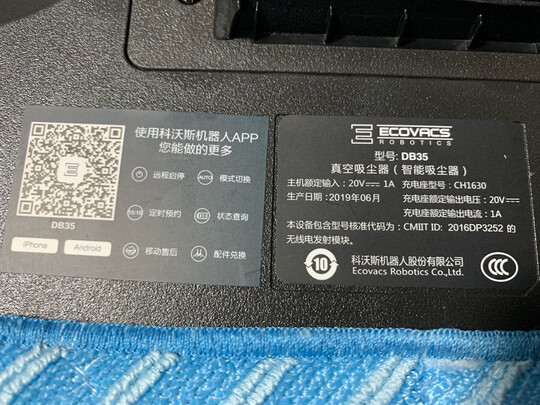 使用科沃斯机器人APP
您能做的更多
远程启停
AUTO 模式切换
定时预约
状态查询
移动售后
配件兑换
DB35
iPhone Android
ECOVACS
ROBOTICS
型号: DB35
真空吸尘器（智能吸尘器）
主机额定输入: 20V⎓ 1A
充电座型号: CH1630
生产日期: 2019年06月
充电座额定输出电压: 20V⎓
充电座额定输出电流: 1A
本设备包含型号核准代码为: CMIIT ID: 2016DP3252 的
无线电发射模块。
10
科沃斯机器人股份有限公司
Ecovacs Robotics Co.,Ltd.
CCC